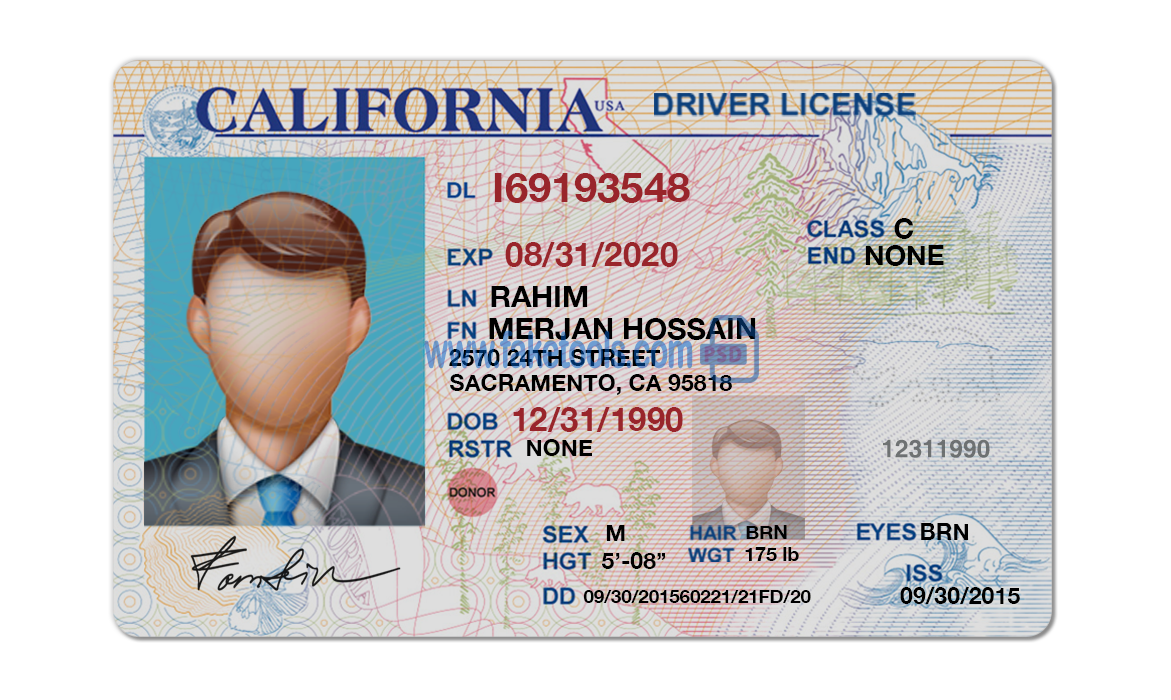 CALIFORNIA USA DRIVER LICENSE
DL I69193548
CLASS C
EXP 08/31/2020
END NONE
LN RAHIM
FN MERJAN HOSSAIN
www.faketools.com PSD
2570 24TH STREET
SACRAMENTO, CA 95818
DOB 12/31/1990
RSTR NONE
12311990
DONOR
SEX M HAIR BRN EYES BRN
HGT 5'-08” WGT 175 lb
ISS
DD 09/30/201560221/21FD/20 09/30/2015